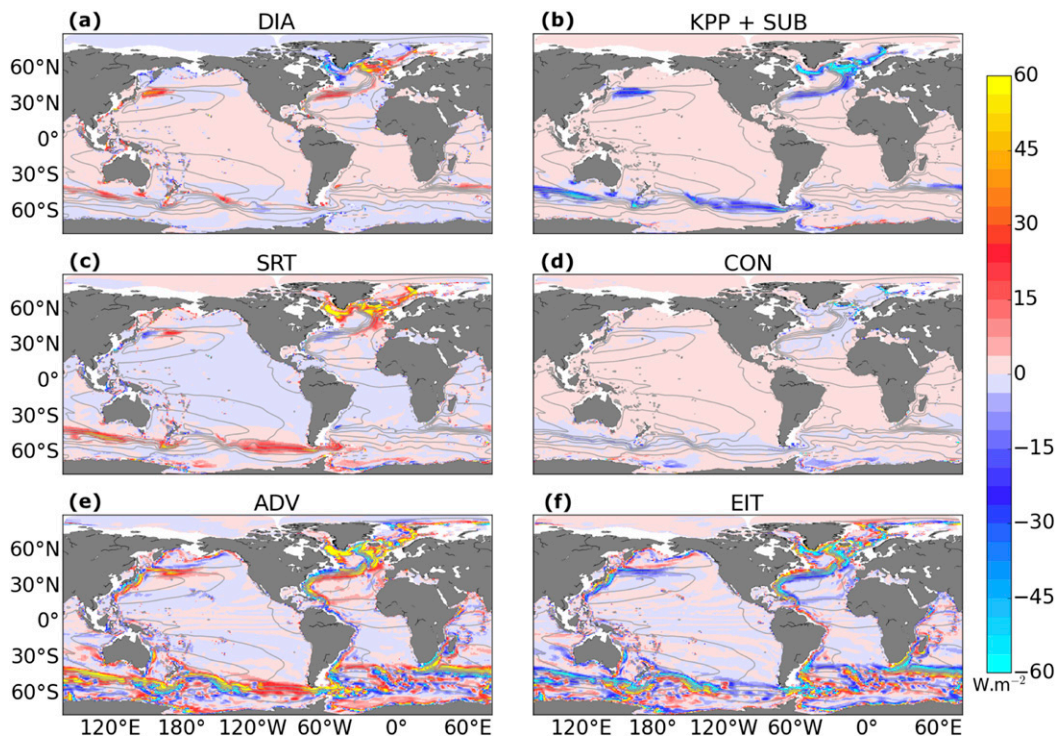 (a) DIA
(b) KPP + SUB
60°N
30°N
0°
30°S
60°S
(c) SRT
(d) CON
60°N
30°N
0°
30°S
60°S
(e) ADV
(f) EIT
60°N
30°N
0°
30°S
60°S
120°E 180° 120°W 60°W 0° 60°E
120°E 180° 120°W 60°W 0° 60°E
60
45
30
15
0
−15
−30
−45
−60
W.m⁻²